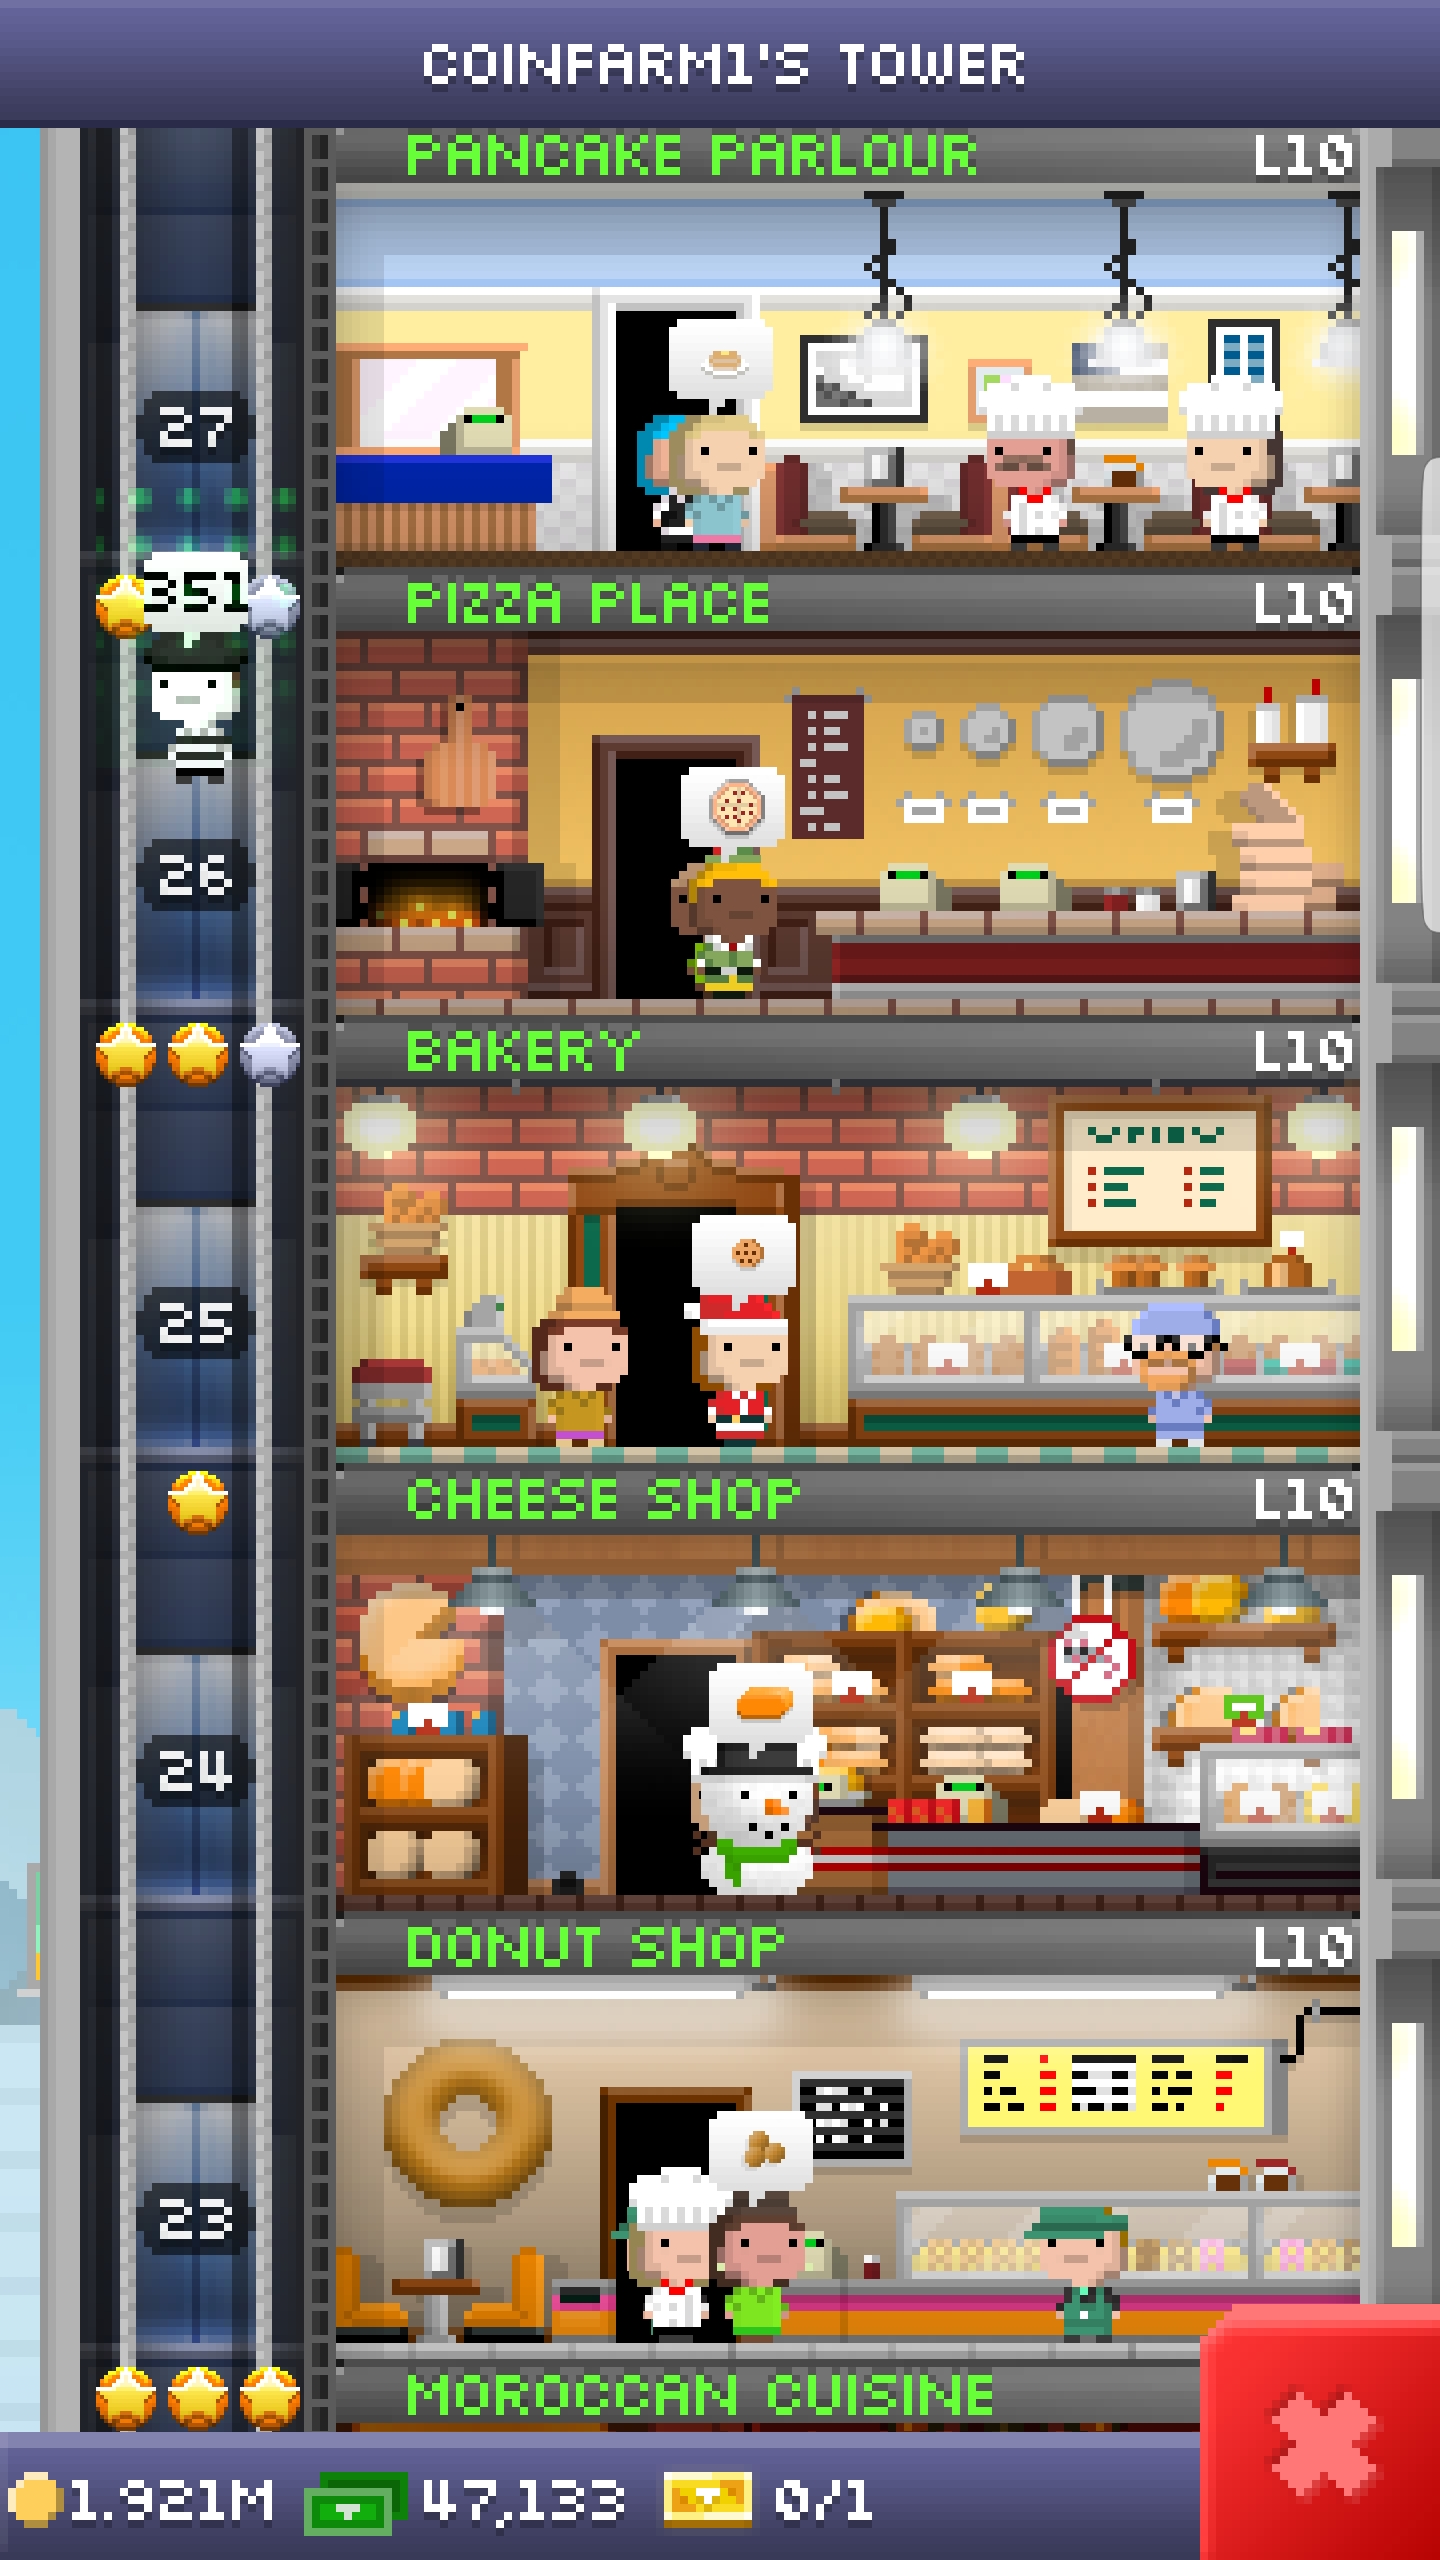 COINFARM1'S TOWER
PANCAKE PARLOUR L10
27
351
PIZZA PLACE L10
26
BAKERY L10
25
CHEESE SHOP L10
24
DONUT SHOP L10
23
MOROCCAN CUISINE
1.921M 47,133 0/1